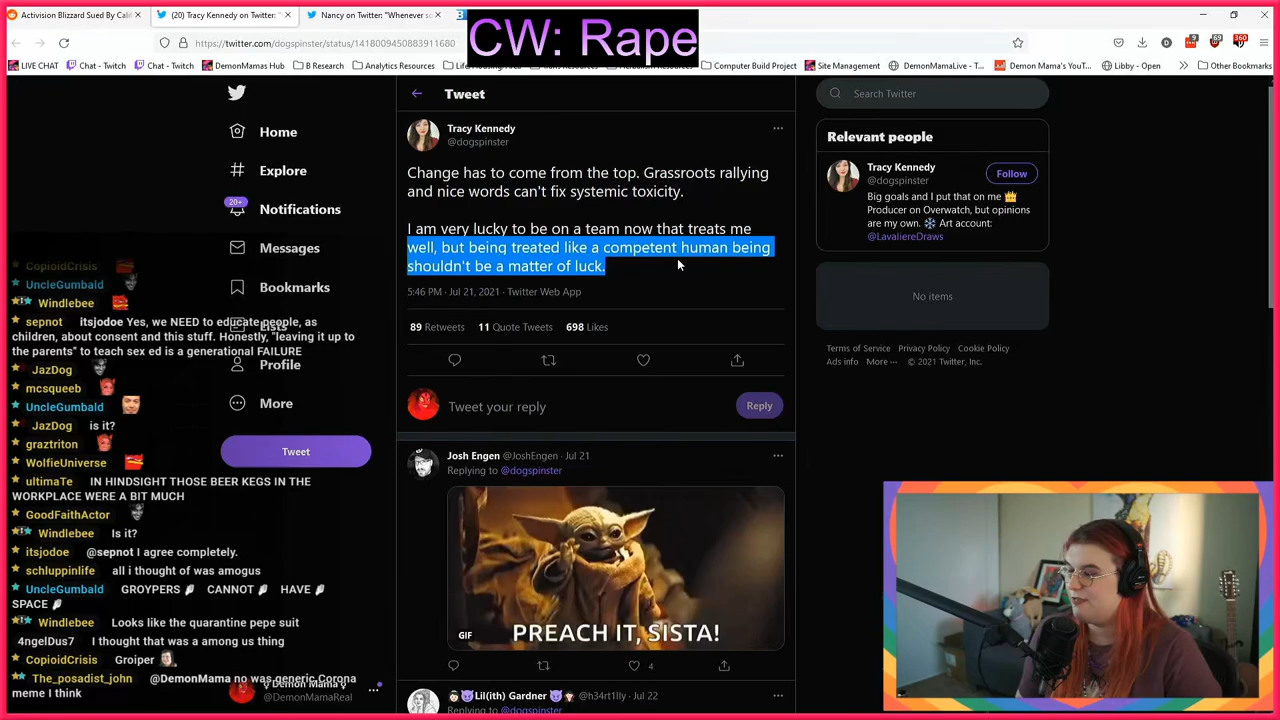 Activision Blizzard Sued By Cali
(20) Tracy Kennedy on Twitter: "
Nancy on Twitter: "Whenever so
CW: Rape
https://twitter.com/dogspinster/status/1418009450883911680
LIVE CHAT
Chat - Twitch
Chat - Twitch
DemonMamas Hub
B Research
Analytics Resources
Computer Build Project
Site Management
DemonMamaLive - T...
Demon Mama's YouT...
Libby - Open
Other Bookmarks
Home
Explore
20+
Notifications
Messages
Bookmarks
Lists
Profile
More
Tweet
Tweet
Tracy Kennedy
@dogspinster
Change has to come from the top. Grassroots rallying
and nice words can't fix systemic toxicity.
I am very lucky to be on a team now that treats me
well, but being treated like a competent human being
shouldn't be a matter of luck.
5:46 PM · Jul 21, 2021 · Twitter Web App
89 Retweets 11 Quote Tweets 698 Likes
Tweet your reply
Reply
Josh Engen @JoshEngen · Jul 21
Replying to @dogspinster
PREACH IT, SISTA!
GIF
4
Lil(ith) Gardner @h34rt1lly · Jul 22
Replying to @dogspinster
Search Twitter
Relevant people
Tracy Kennedy
@dogspinster
Follow
Big goals and I put that on me
Producer on Overwatch, but opinions
are my own. Art account:
@LavaliereDraws
No items
Terms of Service Privacy Policy Cookie Policy
Ads info More ··· © 2021 Twitter, Inc.
CopioidCrisis
UncleGumbald
Windlebee
sepnot itsjodoe Yes, we NEED to educate people, as
children, about consent and this stuff. Honestly, "leaving it up to
the parents" to teach sex ed is a generational FAILURE
JazDog
mcsqueeb
UncleGumbald
JazDog is it?
graztriton
WolfieUniverse
ultimaTe IN HINDSIGHT THOSE BEER KEGS IN THE
WORKPLACE WERE A BIT MUCH
GoodFaithActor
Windlebee Is it?
itsjodoe @sepnot I agree completely.
schluppinlife all i thought of was amogus
UncleGumbald GROYPERS CANNOT HAVE
SPACE
Windlebee Looks like the quarantine pepe suit
4ngelDus7 I thought that was a among us thing
CopioidCrisis Groiper
The_posadist_john @DemonMama no was generic Corona
meme I think
Demon Mama
@DemonMamaReal